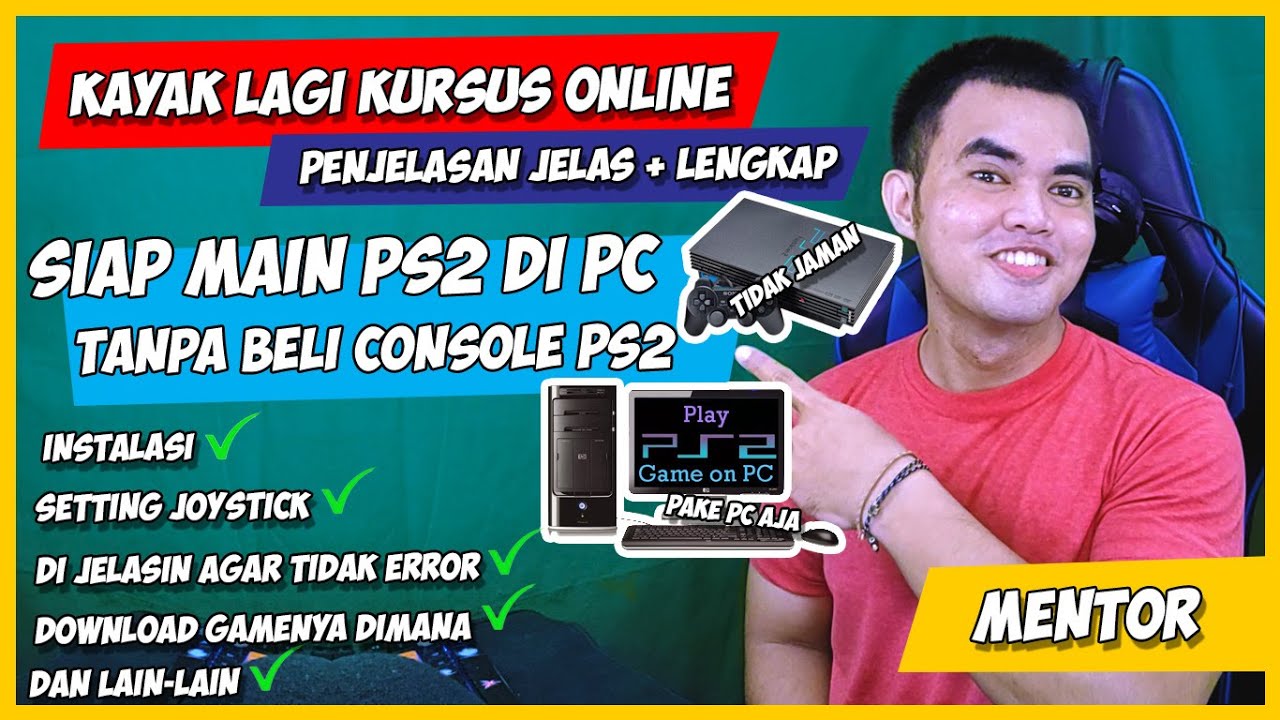 KAYAK LAGI KURSUS ONLINE
PENJELASAN JELAS + LENGKAP
SIAP MAIN PS2 DI PC
TANPA BELI CONSOLE PS2
TIDAK JAMAN
Play
PS2
Game on PC
PAKE PC AJA
INSTALASI
SETTING JOYSTICK
DI JELASIN AGAR TIDAK ERROR
DOWNLOAD GAMENYA DIMANA
DAN LAIN-LAIN
MENTOR